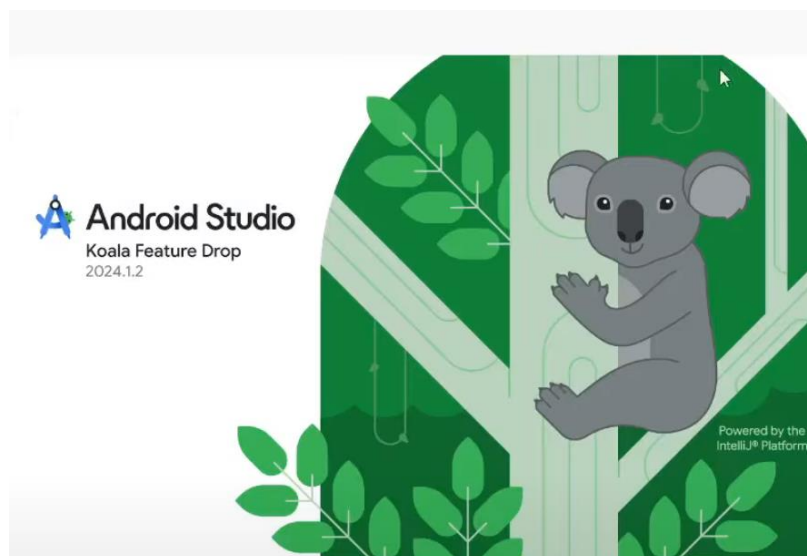 Android Studio
Koala Feature Drop
2024.1.2
Powered by the
IntelliJ® Platform